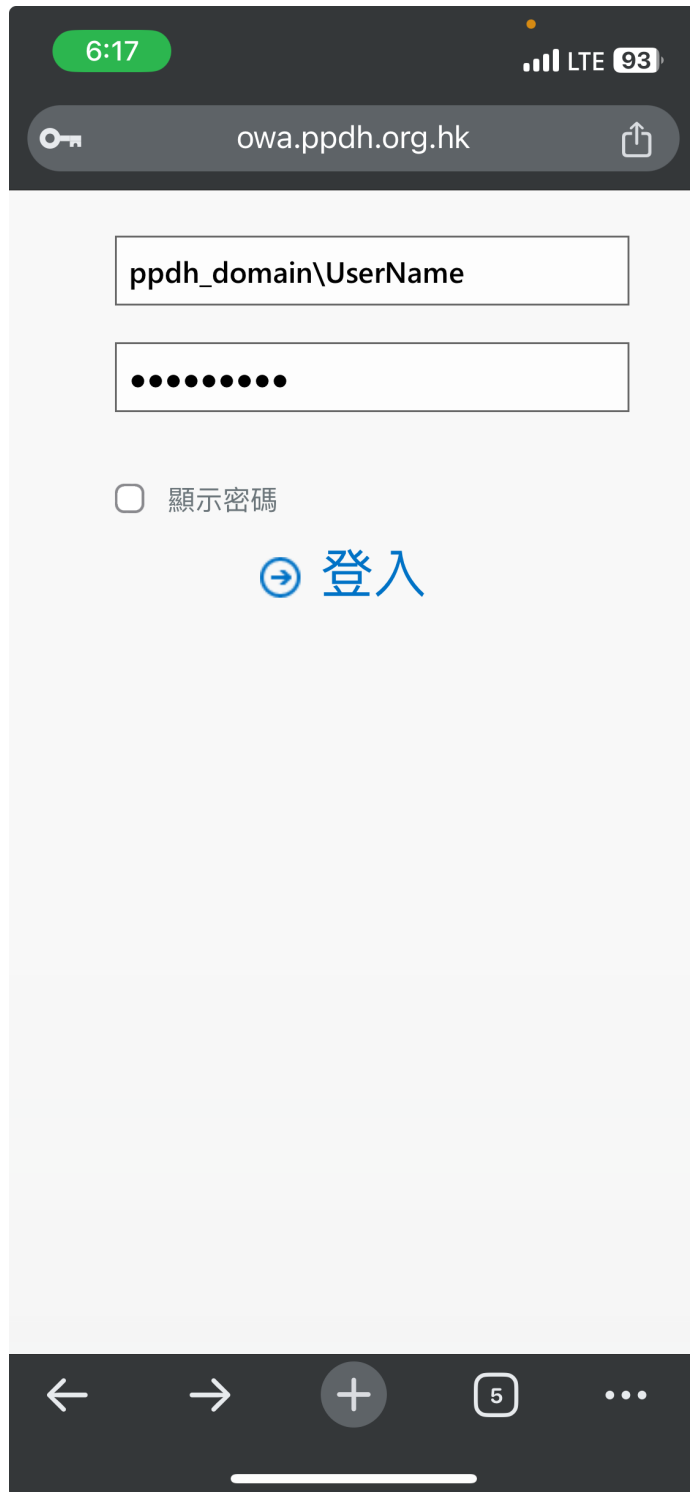 6:17
LTE 93
owa.ppdh.org.hk
ppdh_domain\UserName
•••••••••
顯示密碼
登入
5